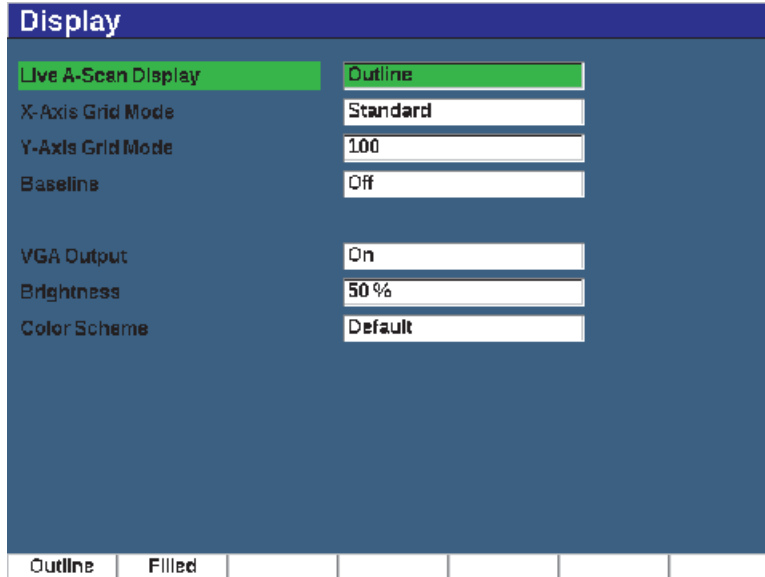 Display
Live A-Scan Display Outline
X-Axis Grid Mode Standard
Y-Axis Grid Mode 100
Baseline Off
VGA Output On
Brightness 50 %
Color Scheme Default
Outline Filled